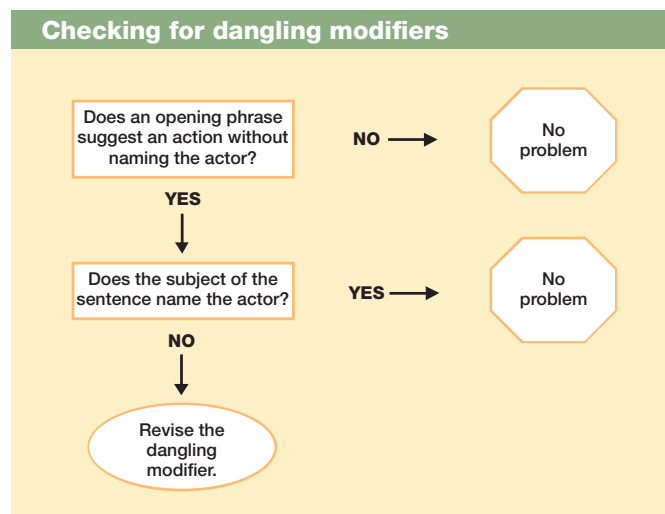 Checking for dangling modifiers
Does an opening phrase
suggest an action without
naming the actor?
NO
No
problem
YES
Does the subject of the
sentence name the actor?
YES
No
problem
NO
Revise the
dangling
modifier.